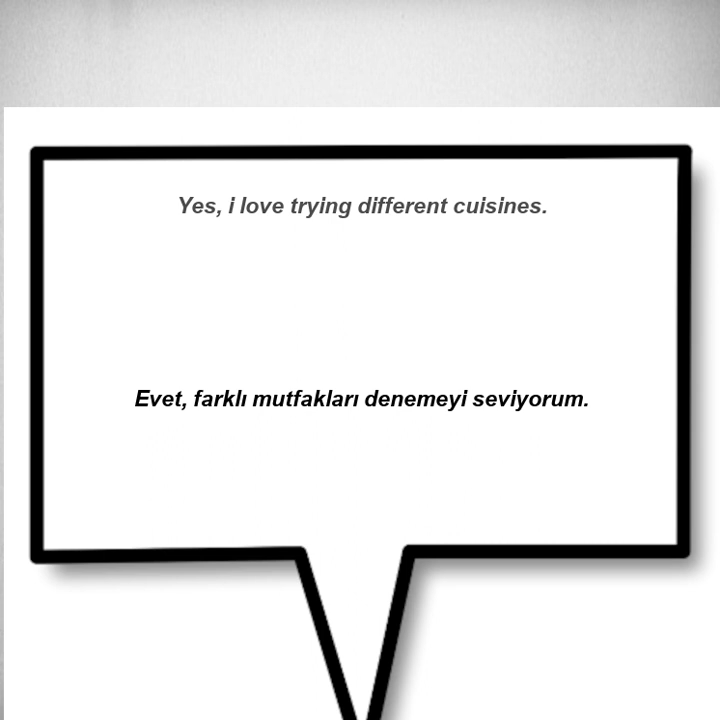 Yes, i love trying different cuisines.
Evet, farklı mutfakları denemeyi seviyorum.